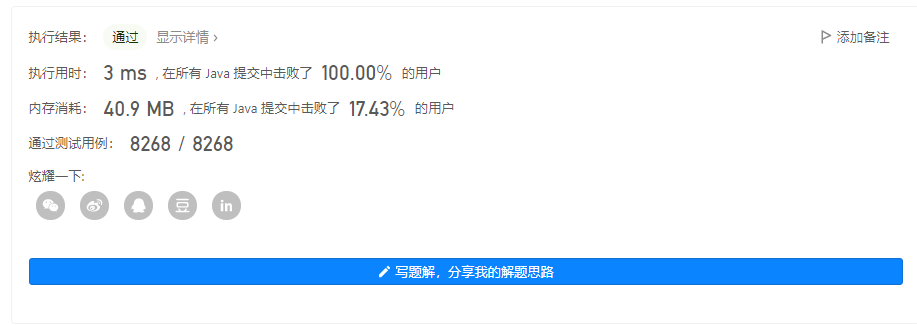 执行结果： 通过 显示详情 › 添加备注
执行用时： 3 ms , 在所有 Java 提交中击败了 100.00% 的用户
内存消耗： 40.9 MB , 在所有 Java 提交中击败了 17.43% 的用户
通过测试用例： 8268 / 8268
炫耀一下:
豆 in
写题解，分享我的解题思路